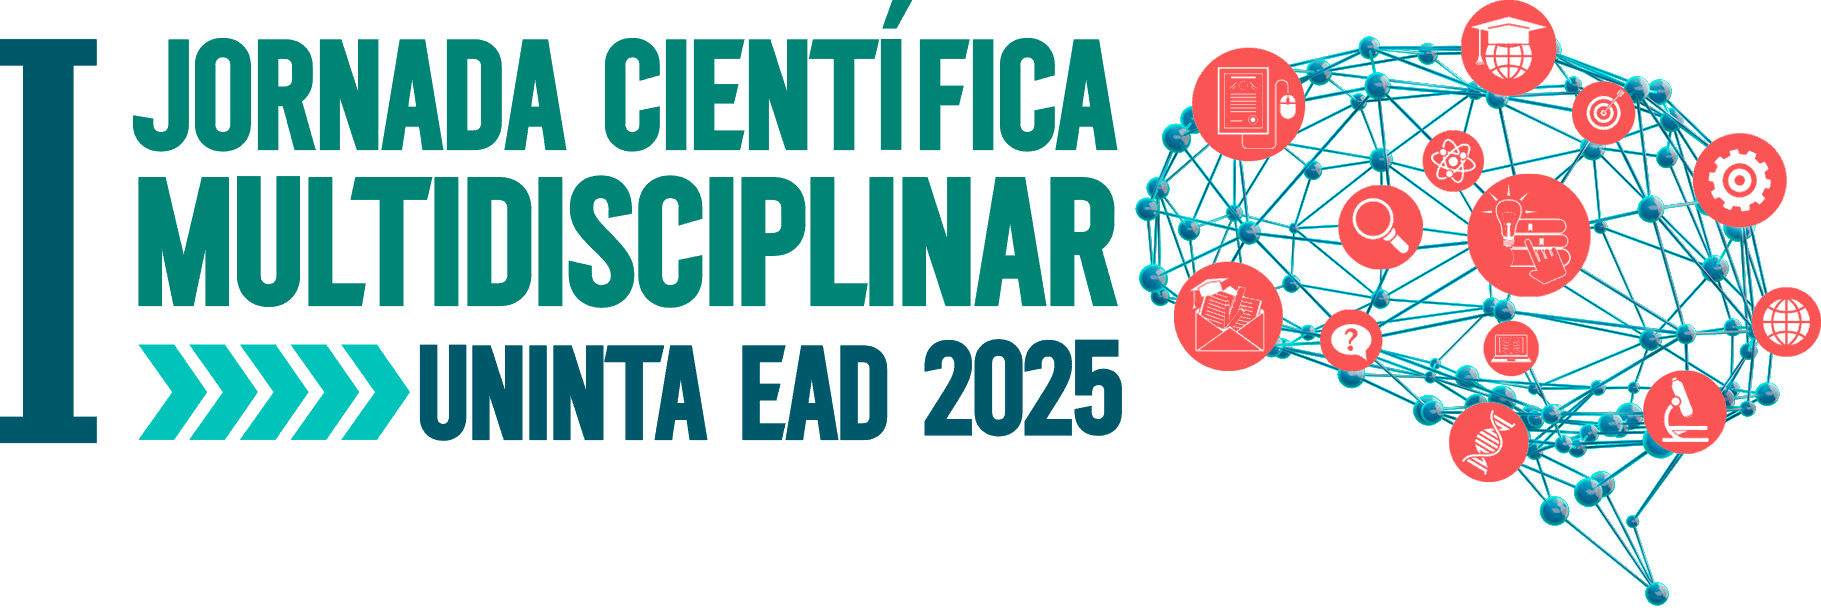 I JORNADA CIENTÍFICA
MULTIDISCIPLINAR
UNINTA EAD 2025
?